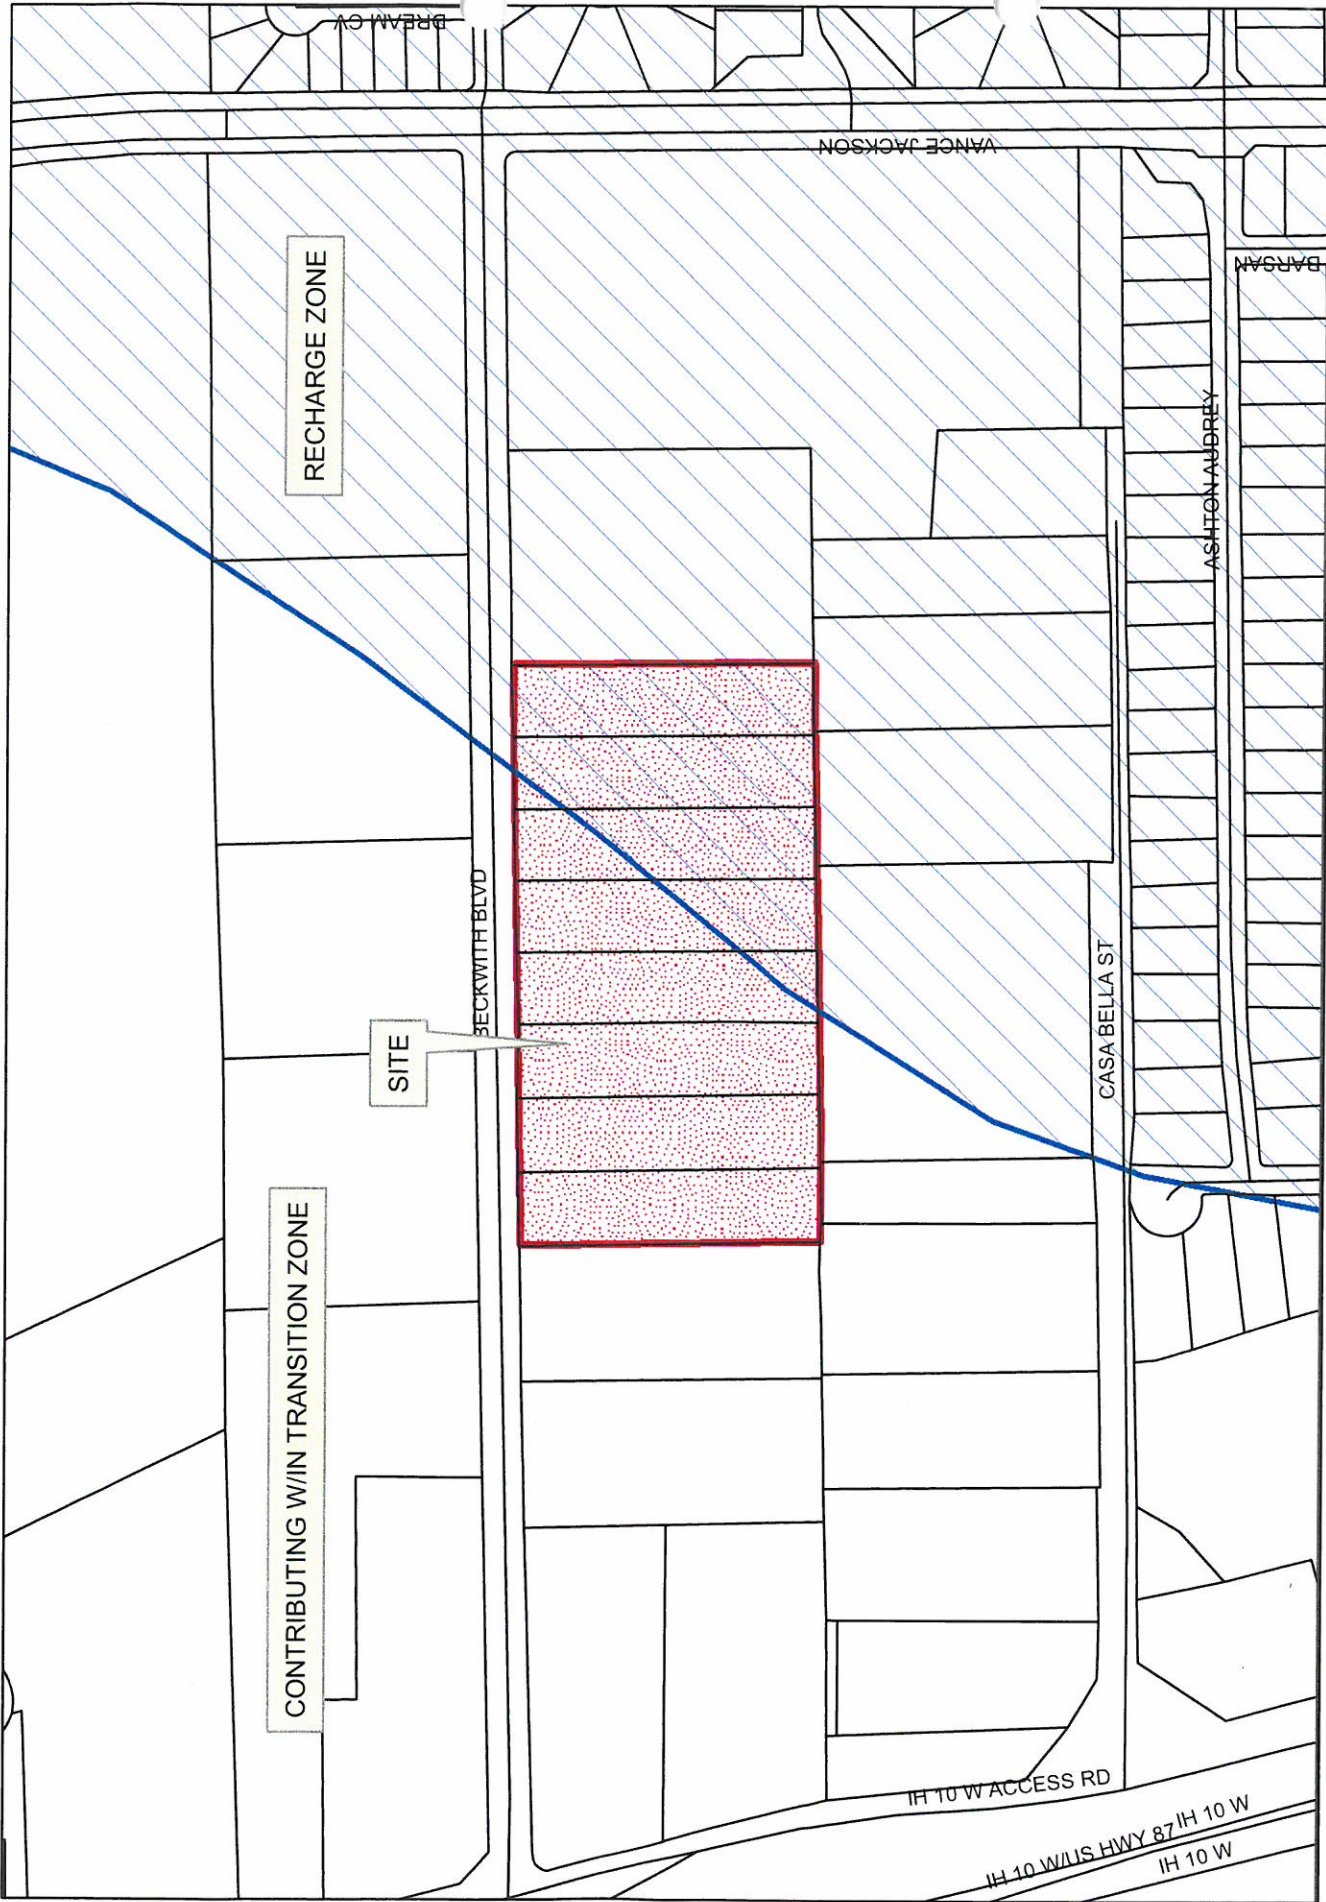 DREAM CV
VANCE JACKSON
RECHARGE ZONE
BARSAN
ASHTON AUDREY
BECKWITH BLVD
SITE
CASA BELLA ST
CONTRIBUTING W/IN TRANSITION ZONE
IH 10 W ACCESS RD
IH 10 W/US HWY 87
IH 10 W
IH 10 W